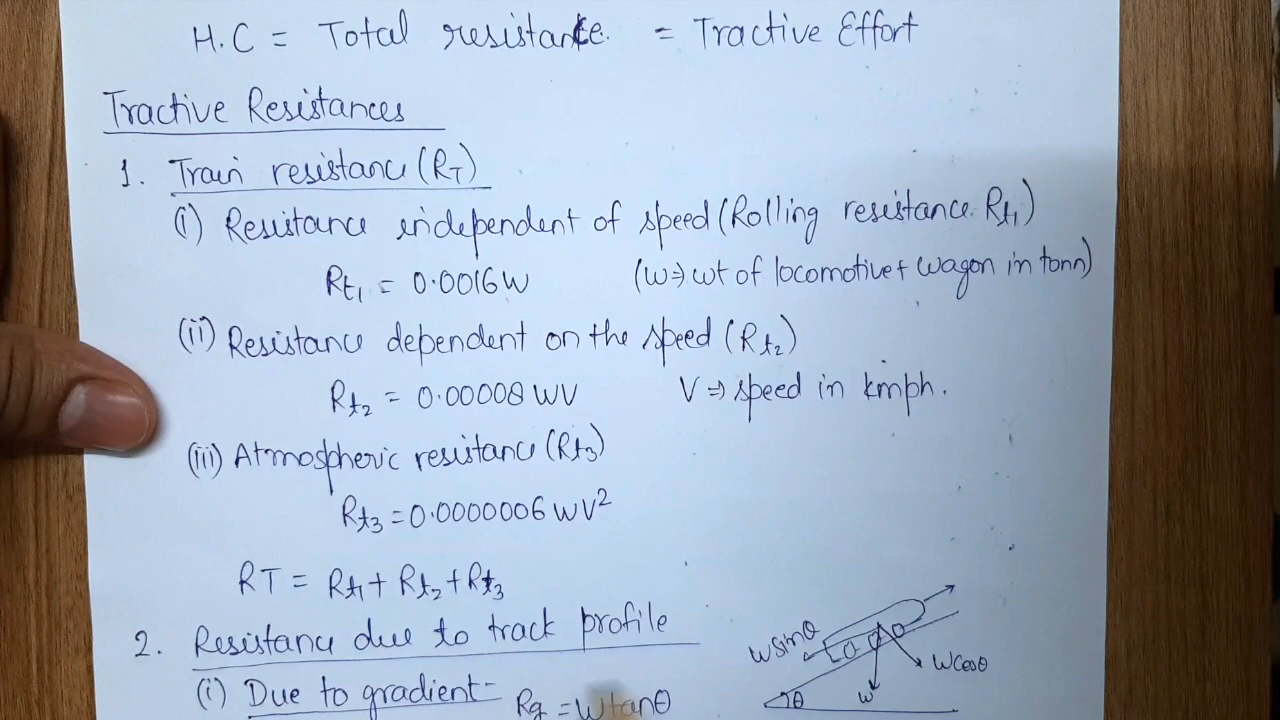 H.C = Total resistance. = Tractive Effort
Tractive Resistances
1. Train resistance (RT)
(i) Resistance independent of speed (Rolling resistance Rt1)
Rt1 = 0.0016W (W⇒ wt of locomotive + Wagon in tonn)
(ii) Resistance dependent on the speed (Rt2)
Rt2 = 0.00008 WV V⇒ speed in kmph.
(iii) Atmospheric resistance (Rt3)
Rt3 = 0.0000006 WV²
RT = Rt1 + Rt2 + Rt3
2. Resistance due to track profile
(i) Due to gradient - Rg = Wtanθ
Wsinθ
Wcosθ
θ
W